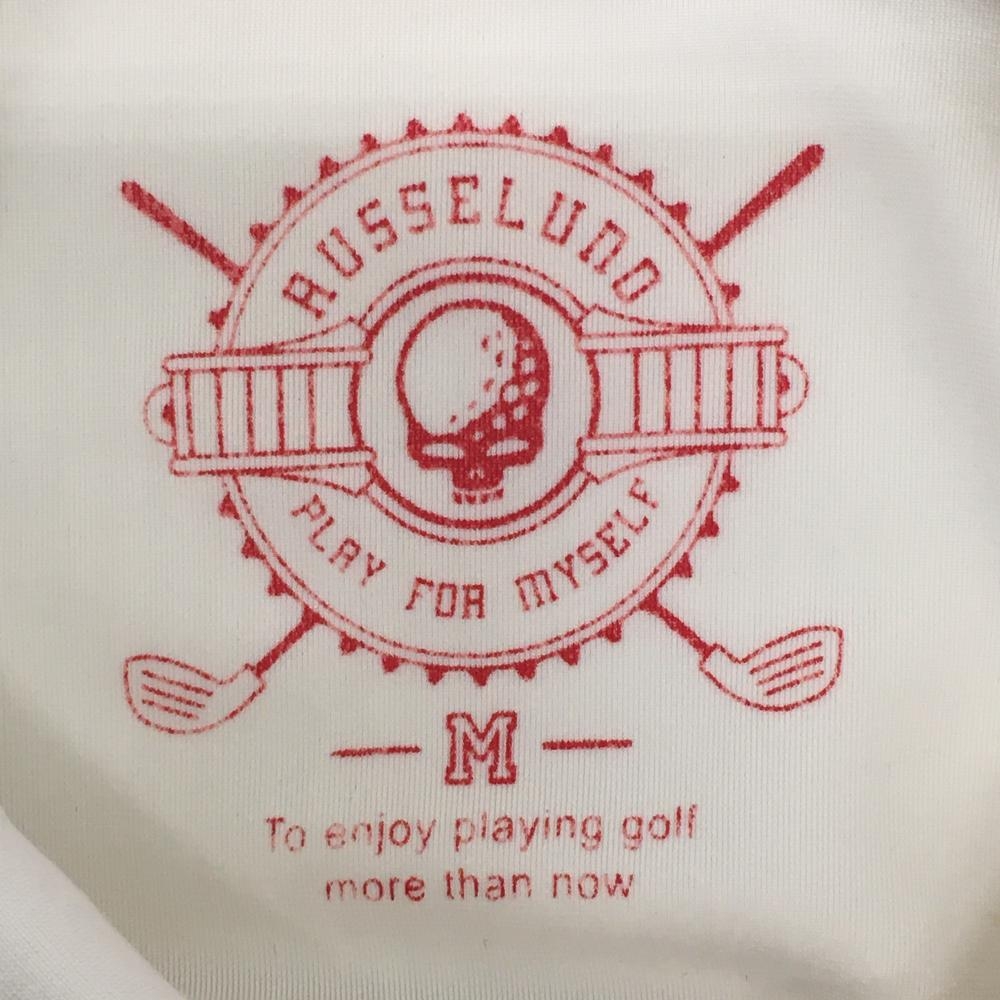 RUSSELUNO
PLAY FOR MYSELF
M
To enjoy playing golf
more than now